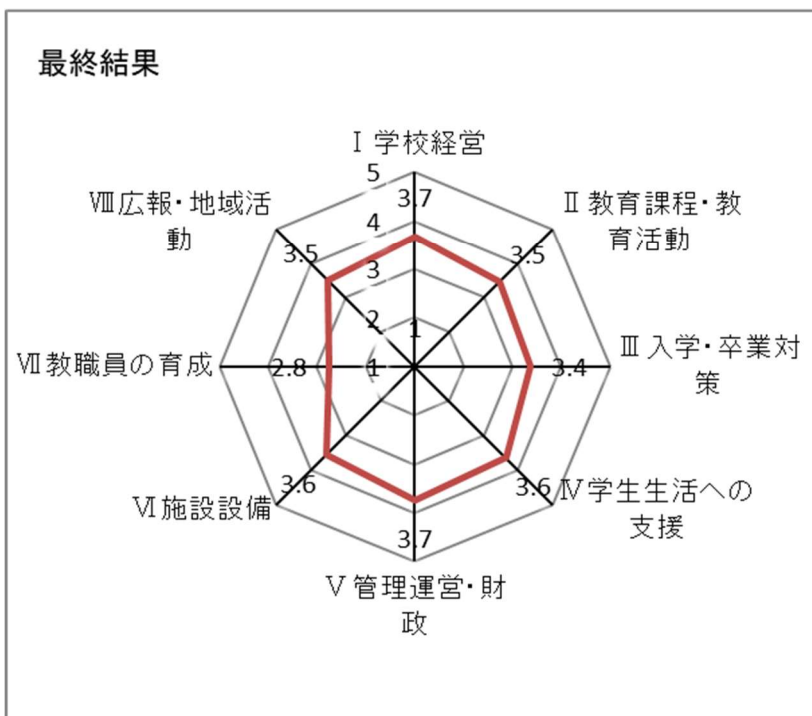 最終結果
Ⅰ 学校経営
5
3.7
Ⅷ広報・地域活
動
Ⅱ教育課程・教
育活動
4
3.5
3.5
3
2
1
Ⅶ教職員の育成
2.8
1
3.4
Ⅲ入学・卒業対
策
3.6
Ⅵ施設設備
3.6
Ⅳ学生生活への
支援
3.7
Ⅴ管理運営・財
政